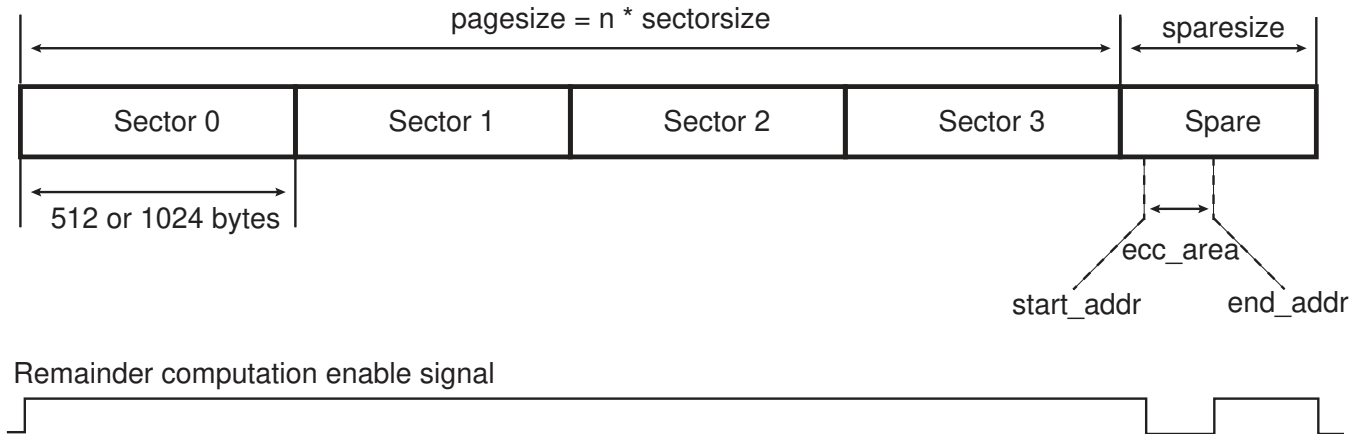 pagesize = n * sectorsize
sparesize
Sector 0
Sector 1
Sector 2
Sector 3
Spare
512 or 1024 bytes
ecc_area
start_addr
end_addr
Remainder computation enable signal